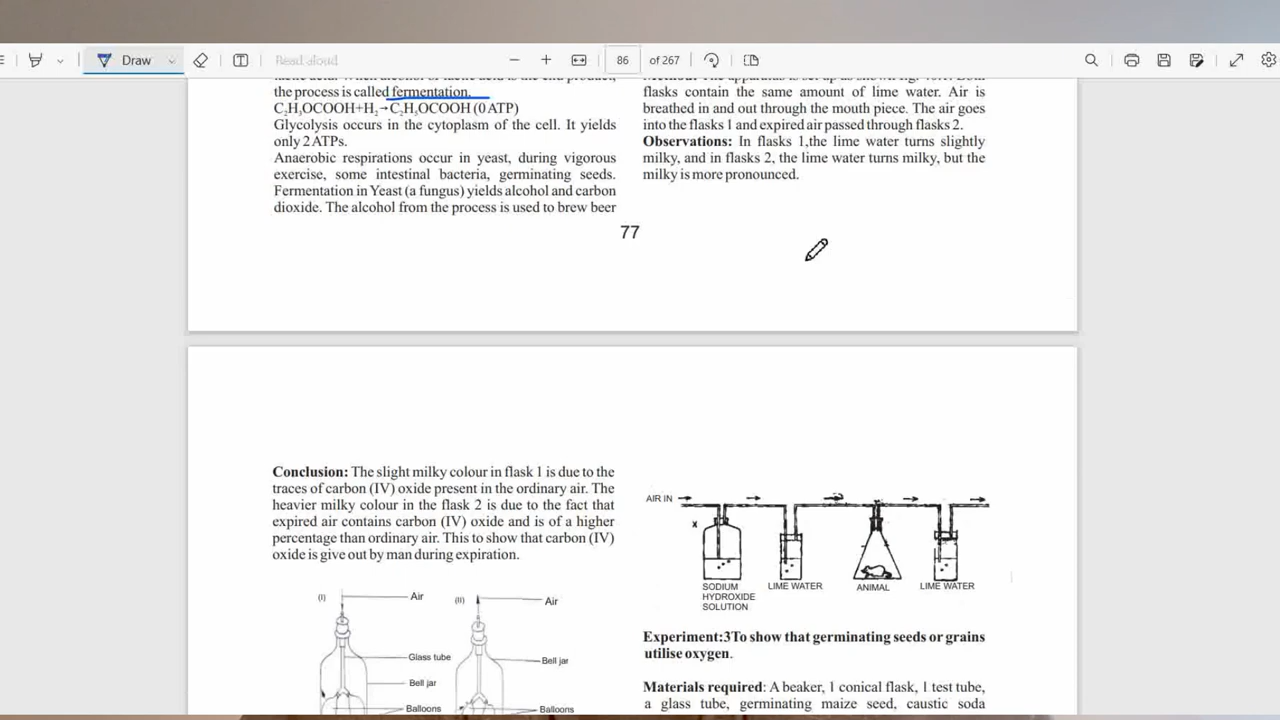 Draw
Read aloud
86 of 267
the process is called fermentation.
C₂H₃OCOOH+H₂→C₂H₅OCOOH (0 ATP)
Glycolysis occurs in the cytoplasm of the cell. It yields
only 2 ATPs.
Anaerobic respirations occur in yeast, during vigorous
exercise, some intestinal bacteria, germinating seeds.
Fermentation in Yeast (a fungus) yields alcohol and carbon
dioxide. The alcohol from the process is used to brew beer
flasks contain the same amount of lime water. Air is
breathed in and out through the mouth piece. The air goes
into the flasks 1 and expired air passed through flasks 2.
Observations: In flasks 1,the lime water turns slightly
milky, and in flasks 2, the lime water turns milky, but the
milky is more pronounced.
77
Conclusion: The slight milky colour in flask 1 is due to the
traces of carbon (IV) oxide present in the ordinary air. The
heavier milky colour in the flask 2 is due to the fact that
expired air contains carbon (IV) oxide and is of a higher
percentage than ordinary air. This to show that carbon (IV)
oxide is give out by man during expiration.
(I)
Air
(II)
Air
Glass tube
Bell jar
Bell jar
Balloons
Balloons
AIR IN
x
SODIUM
HYDROXIDE
SOLUTION
LIME WATER
ANIMAL
LIME WATER
Experiment:3To show that germinating seeds or grains
utilise oxygen.
Materials required: A beaker, 1 conical flask, 1 test tube,
a glass tube, germinating maize seed, caustic soda